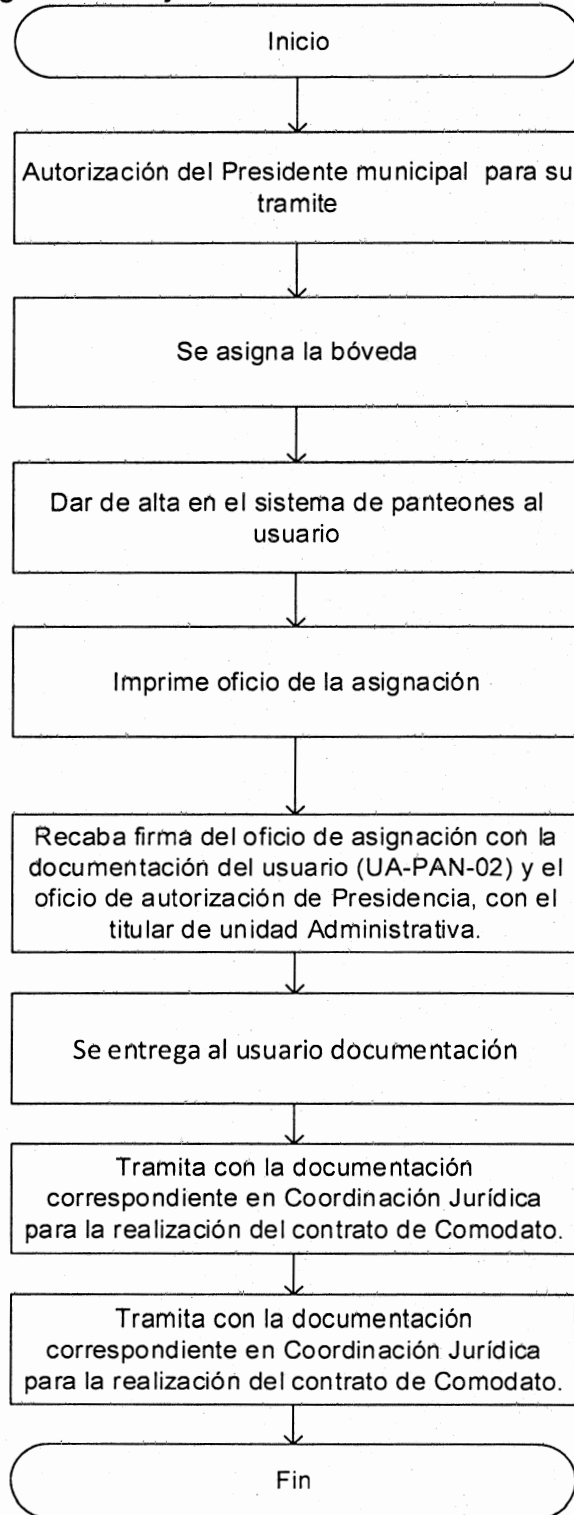 Inicio
Autorización del Presidente municipal para su
tramite
Se asigna la bóveda
Dar de alta en el sistema de panteones al
usuario
Imprime oficio de la asignación
Recaba firma del oficio de asignación con la
documentación del usuario (UA-PAN-02) y el
oficio de autorización de Presidencia, con el
titular de unidad Administrativa.
Se entrega al usuario documentación
Tramita con la documentación
correspondiente en Coordinación Jurídica
para la realización del contrato de Comodato.
Tramita con la documentación
correspondiente en Coordinación Jurídica
para la realización del contrato de Comodato.
Fin